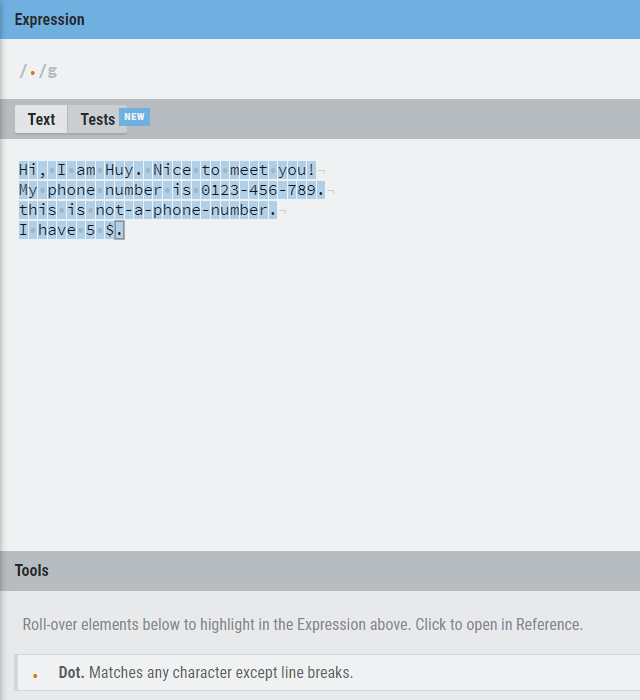 Expression
/./g
Text Tests NEW
Hi, I am Huy. Nice to meet you!
My phone number is 0123-456-789.
this is not-a-phone-number.
I have 5 $.
Tools
Roll-over elements below to highlight in the Expression above. Click to open in Reference.
. Dot. Matches any character except line breaks.